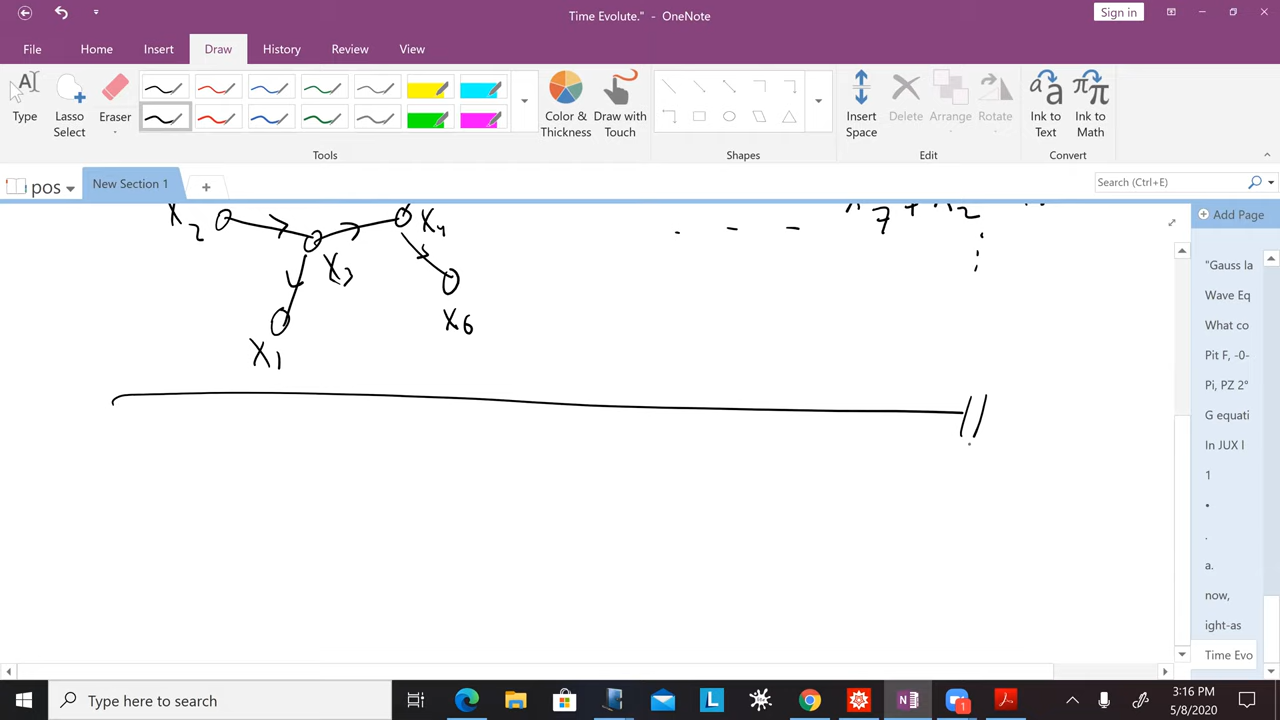 Time Evolute." - OneNote
Sign in
File Home Insert Draw History Review View
Type
Lasso Select
Eraser
Color & Thickness
Draw with Touch
Insert Space
Delete
Arrange
Rotate
Ink to Text
Ink to Math
Tools
Shapes
Edit
Convert
pos
New Section 1
Search (Ctrl+E)
Add Page
"Gauss la
Wave Eq
What co
Pit F, -0-
Pi, PZ 2°
G equati
In JUX l
1
•
.
a.
now,
ight-as
Time Evo
x2
x4
x3
x6
x1
x7 + x2
Type here to search
1
3:16 PM
5/8/2020